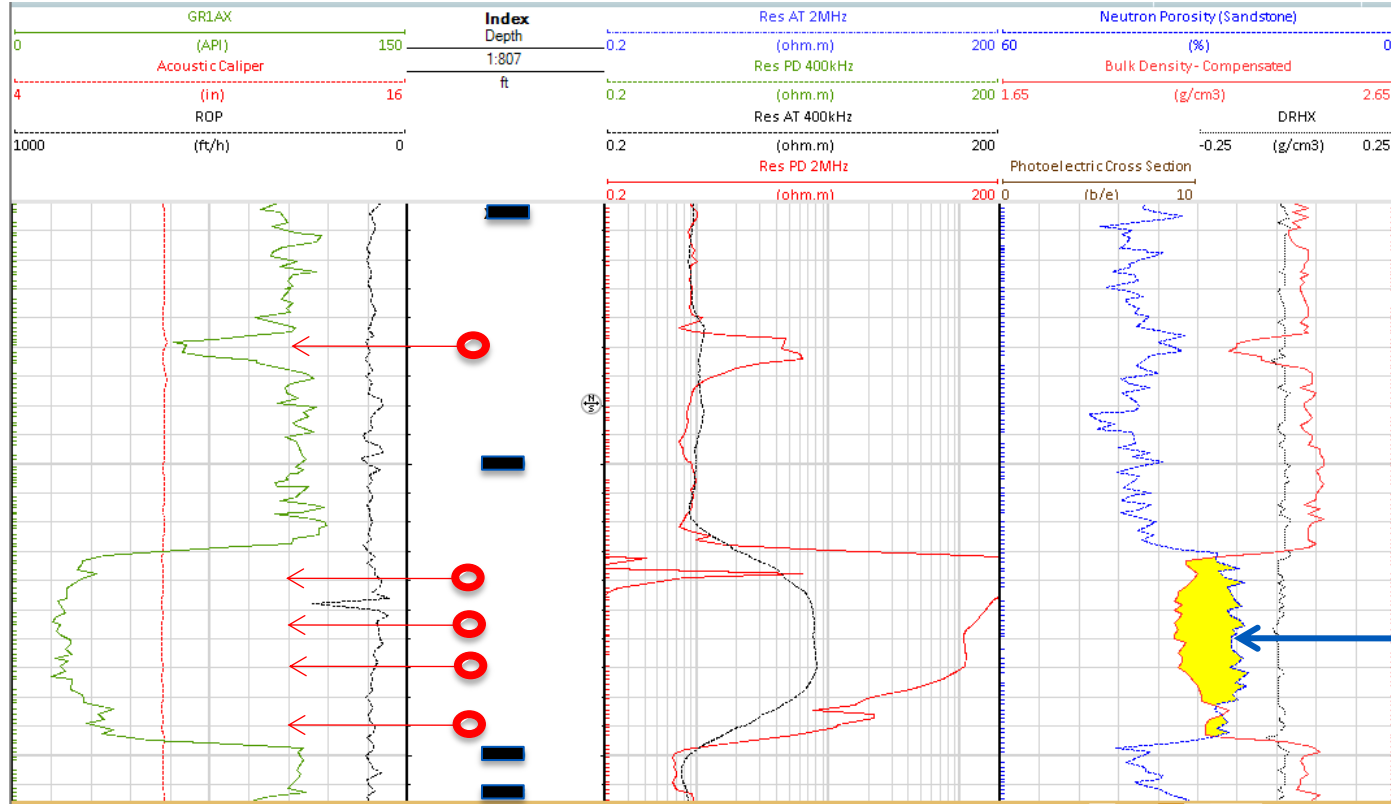 GR1AX
0 (API) 150
Acoustic Caliper
4 (in) 16
ROP
1000 (ft/h) 0
Index
Depth
1:807
ft
Res AT 2MHz
0.2 (ohm.m) 200
Res PD 400kHz
0.2 (ohm.m) 200
Res AT 400kHz
0.2 (ohm.m) 200
Res PD 2MHz
0.2 (ohm.m) 200
Neutron Porosity (Sandstone)
60 (%) 0
Bulk Density - Compensated
1.65 (g/cm3) 2.65
DRHX
-0.25 (g/cm3) 0.25
Photoelectric Cross Section
0 (b/e) 10
N
S